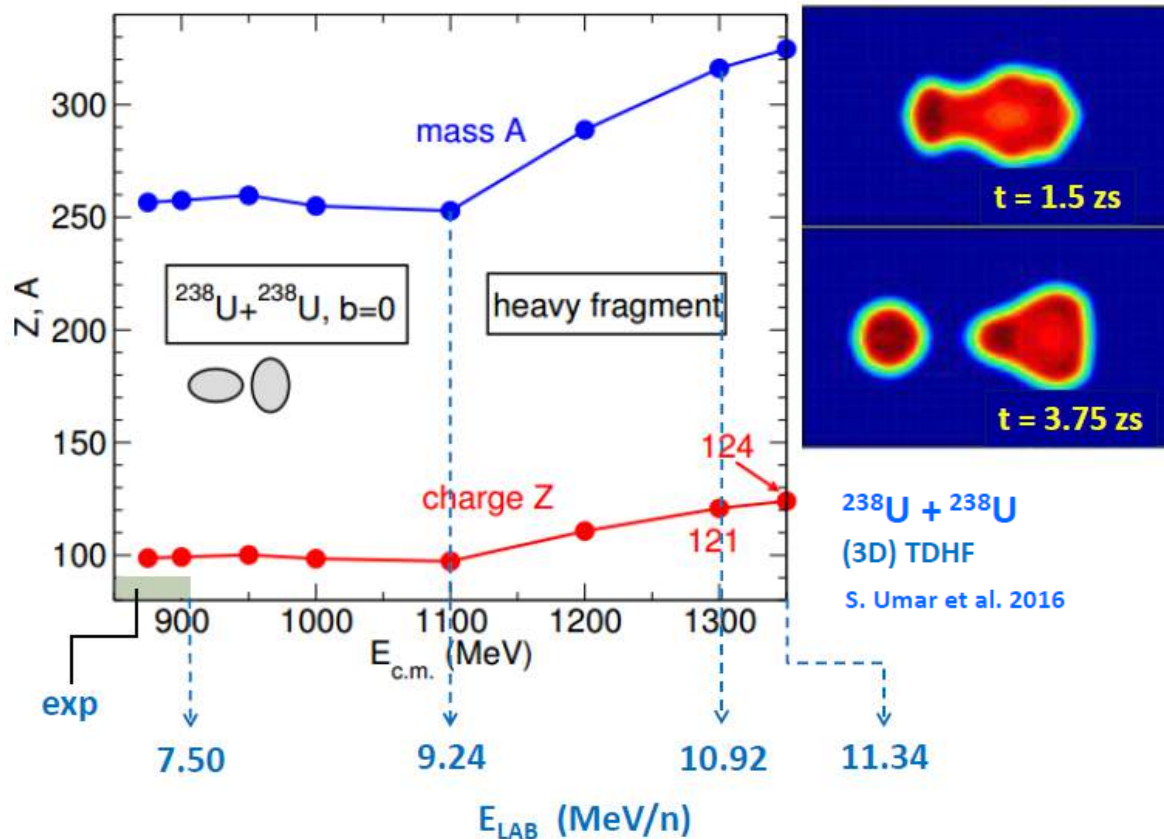 300
250
200
150
100
Z, A
mass A
²³⁸U+²³⁸U, b=0
heavy fragment
charge Z
124
121
900 1000 1100 1200 1300
E_c.m. (MeV)
exp
7.50 9.24 10.92 11.34
E_LAB (MeV/n)
t = 1.5 zs
t = 3.75 zs
²³⁸U + ²³⁸U
(3D) TDHF
S. Umar et al. 2016